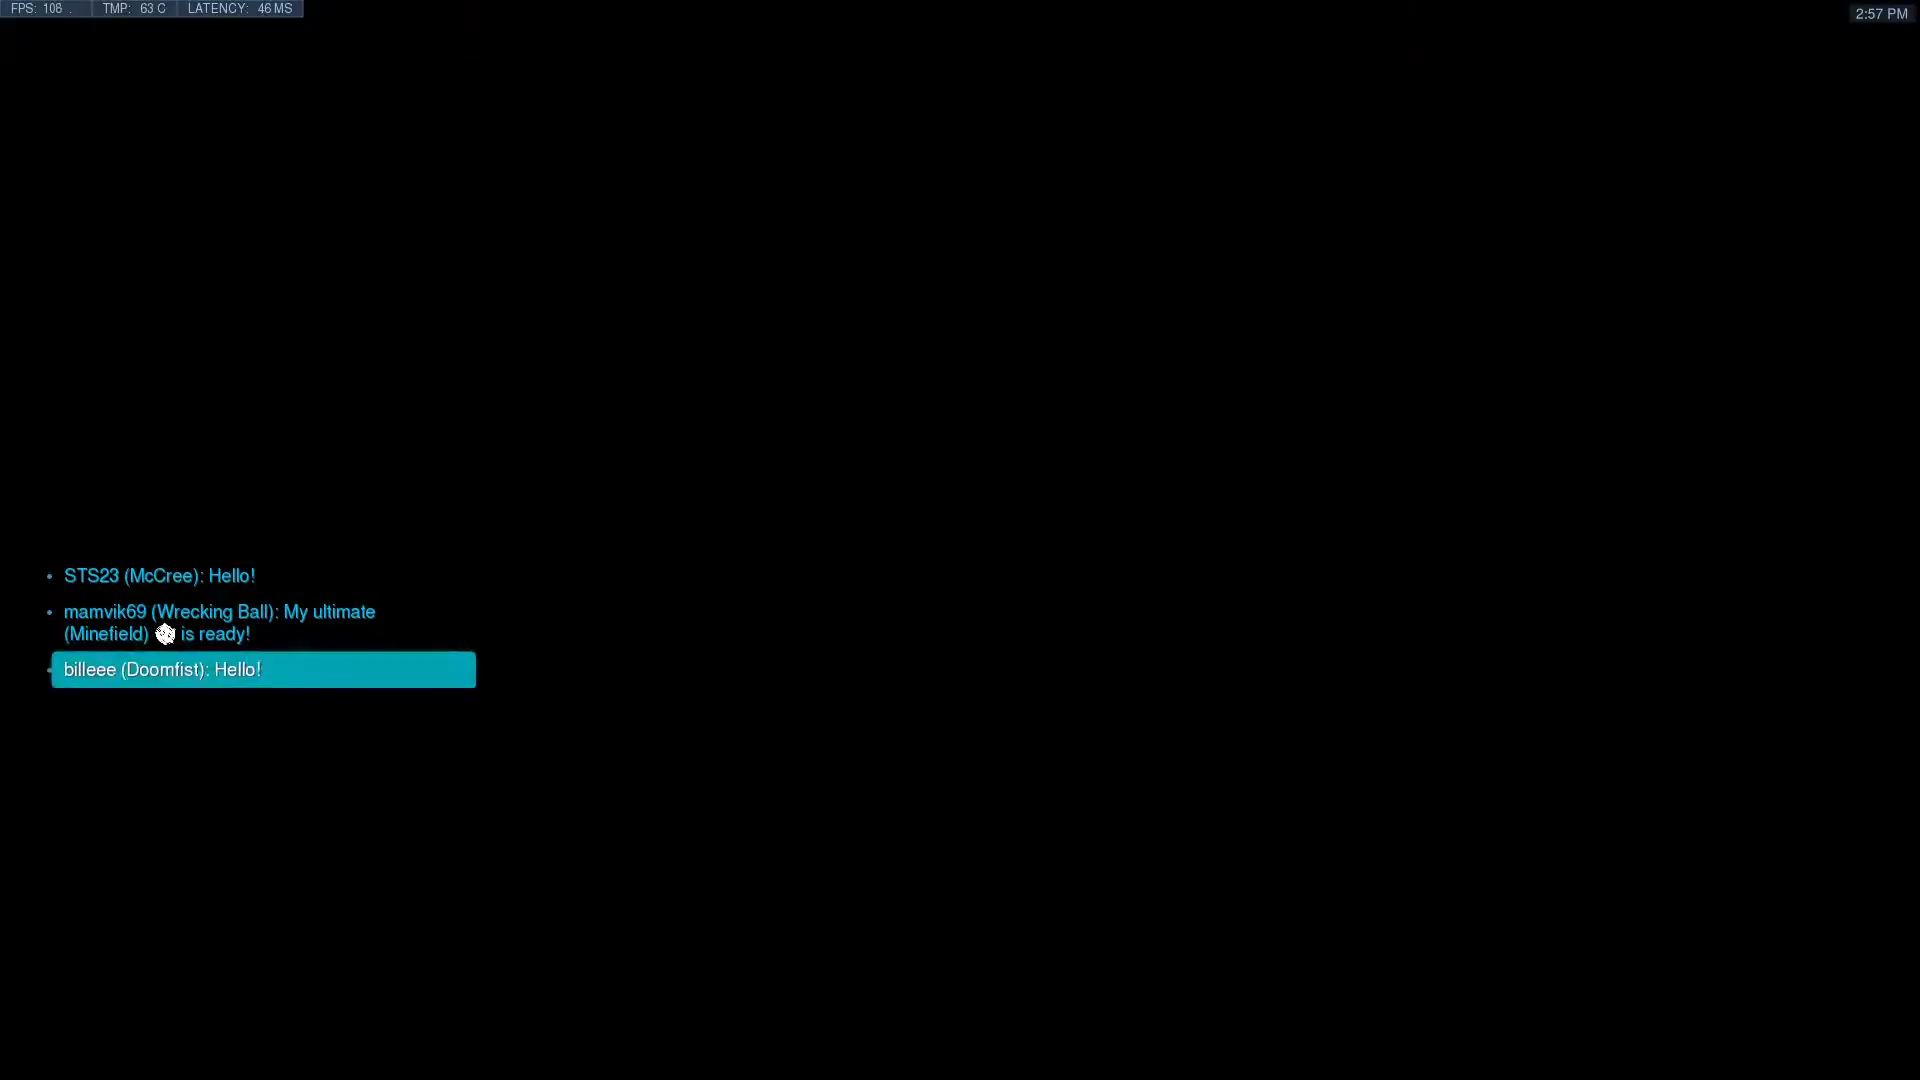 FPS: 108 . TMP: 63 C LATENCY: 46 MS
2:57 PM
• STS23 (McCree): Hello!
• mamvik69 (Wrecking Ball): My ultimate
(Minefield) is ready!
billeee (Doomfist): Hello!